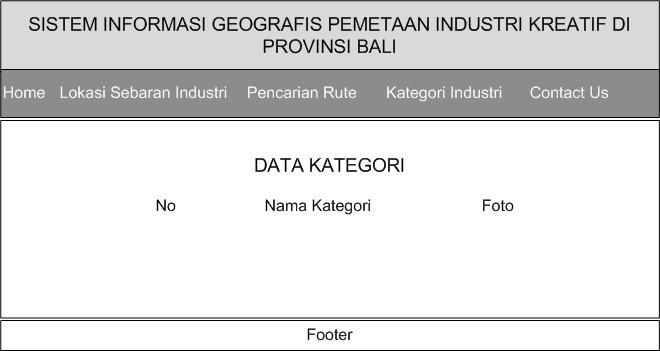 SISTEM INFORMASI GEOGRAFIS PEMETAAN INDUSTRI KREATIF DI
PROVINSI BALI
Home Lokasi Sebaran Industri Pencarian Rute Kategori Industri Contact Us
DATA KATEGORI
No Nama Kategori Foto
Footer